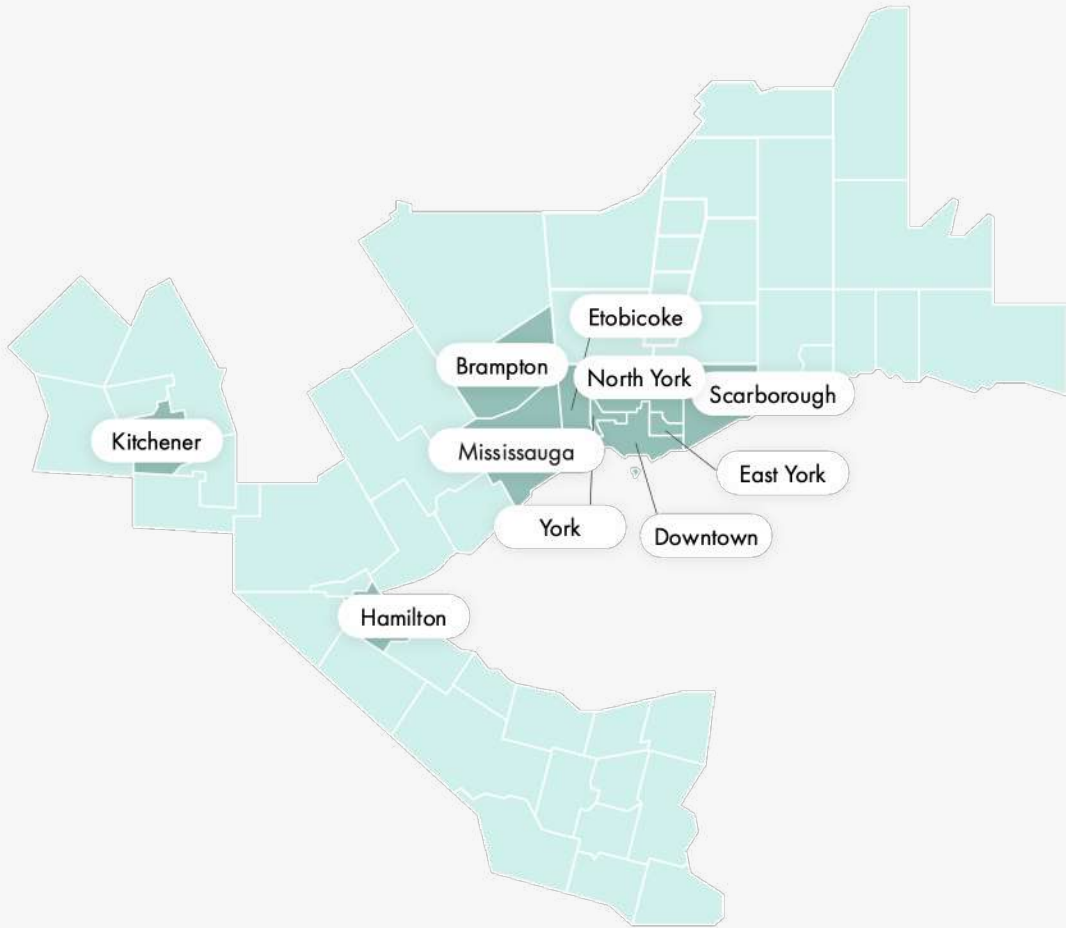 Etobicoke
Brampton
North York
Scarborough
Kitchener
Mississauga
East York
York
Downtown
Hamilton